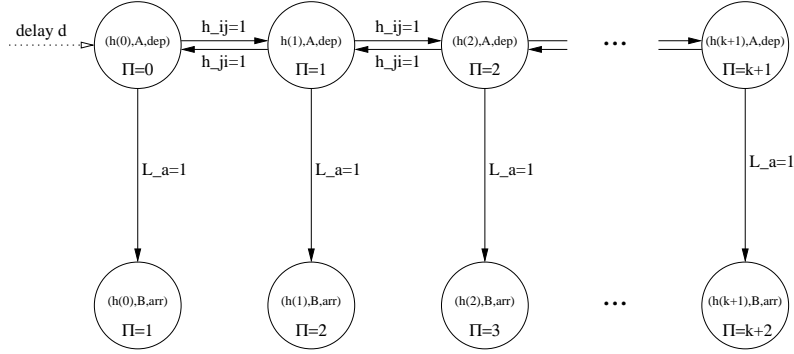 delay d
(h(0),A,dep)
Π=0
h_ij=1
h_ji=1
h(1),A,dep)
Π=1
h_ij=1
h_ji=1
(h(2),A,dep)
Π=2
...
(h(k+1),A,dep)
Π=k+1
L_a=1
L_a=1
L_a=1
L_a=1
(h(0),B,arr)
Π=1
(h(1),B,arr)
Π=2
(h(2),B,arr)
Π=3
...
(h(k+1),B,arr)
Π=k+2